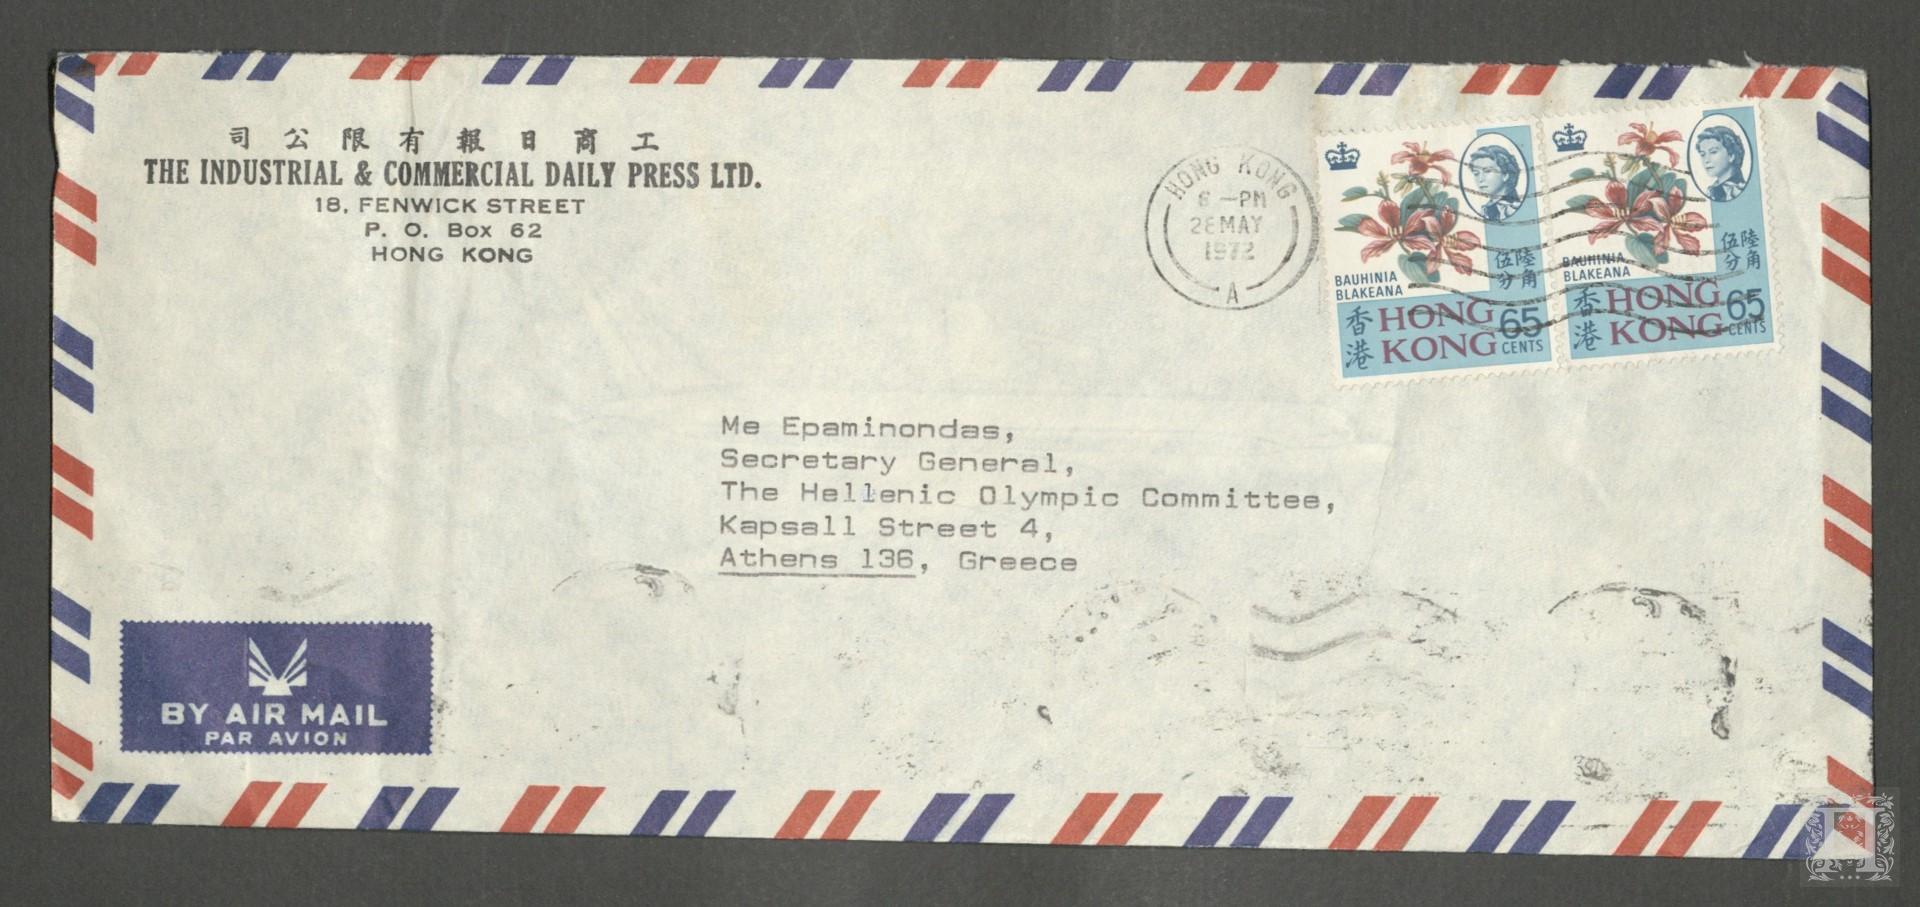 工商日報有限公司
THE INDUSTRIAL & COMMERCIAL DAILY PRESS LTD.
18, FENWICK STREET
P. O. Box 62
HONG KONG
HONG KONG
6 -PM
28 MAY
1972
A
陸角
伍分
BAUHINIA
BLAKEANA
香港
HONG
KONG
65
CENTS
陸角
伍分
BAUHINIA
BLAKEANA
香港
HONG
KONG
65
CENTS
Me Epaminondas,
Secretary General,
The Hellenic Olympic Committee,
Kapsall Street 4,
Athens 136, Greece
BY AIR MAIL
PAR AVION